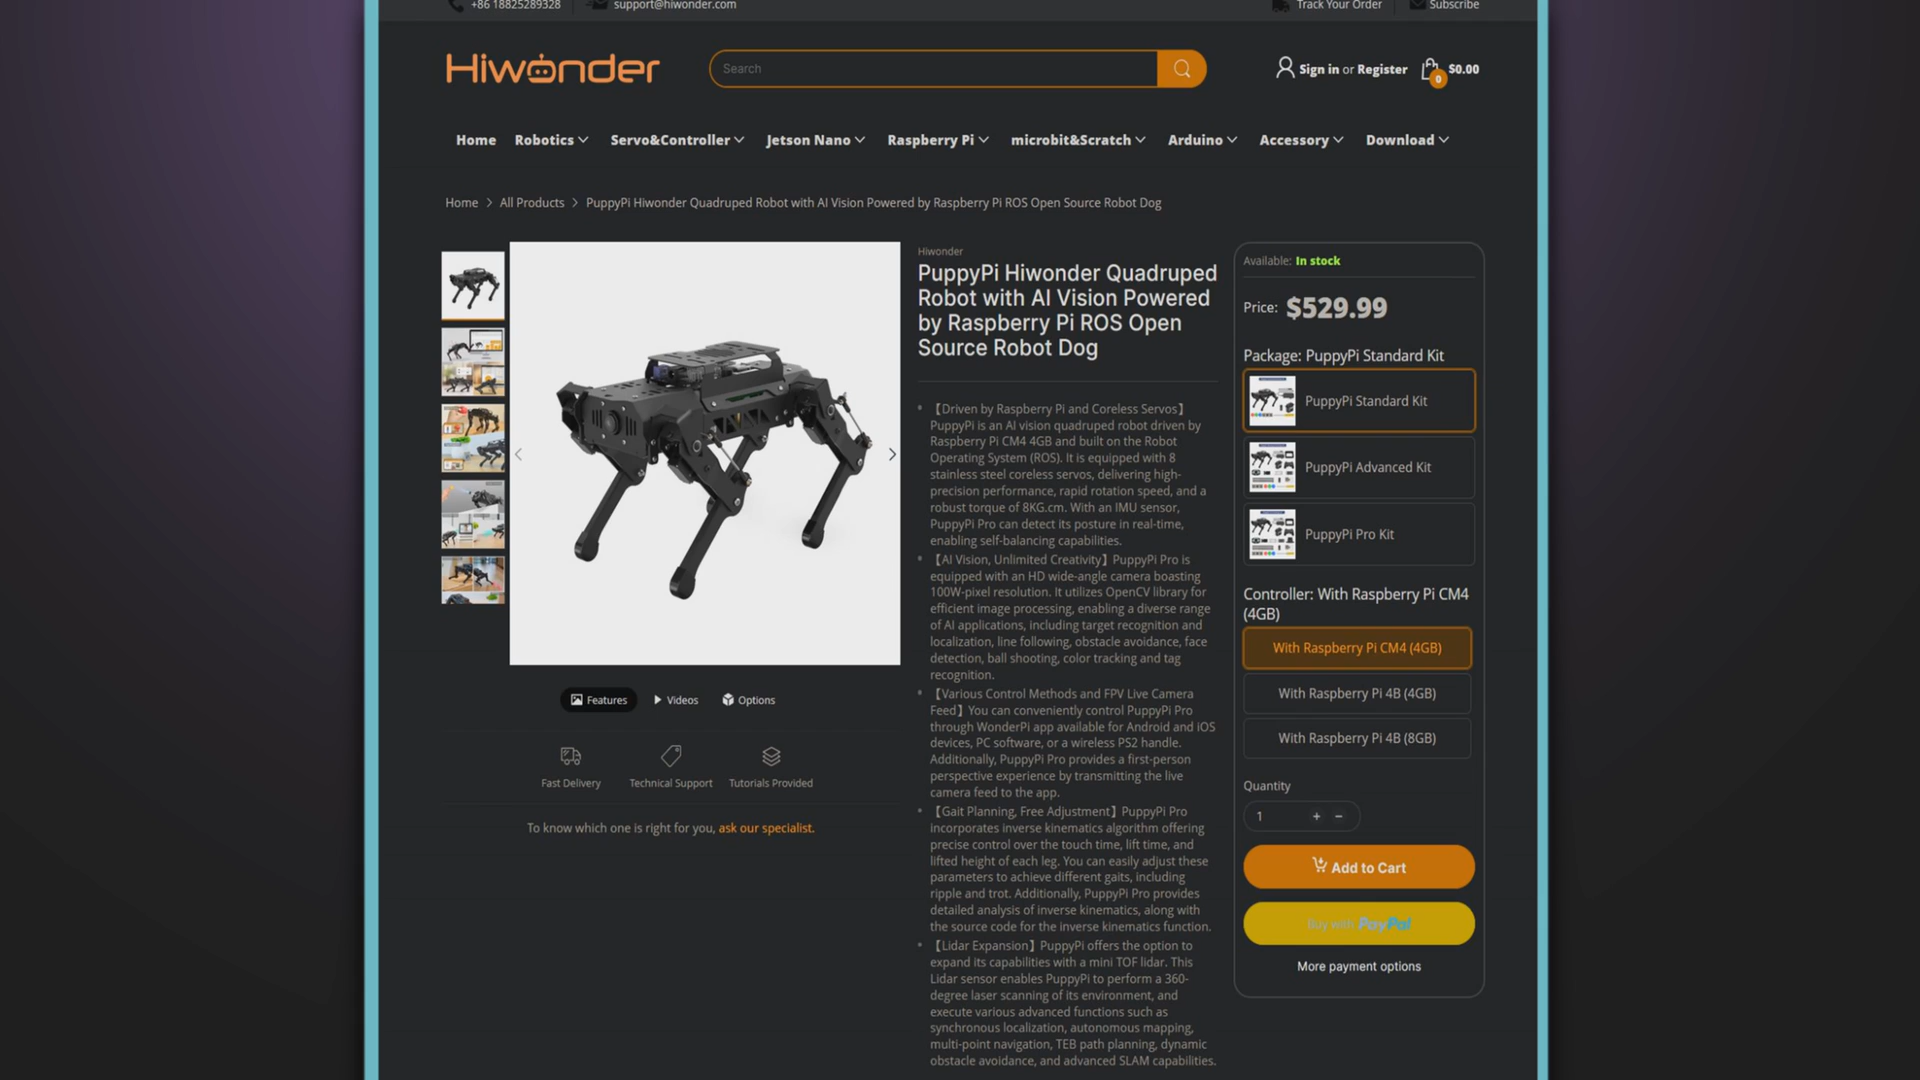 +86 18825289328
support@hiwonder.com
Track Your Order
Subscribe
Hiwonder
Search
Sign in or Register
0
$0.00
Home
Robotics
Servo&Controller
Jetson Nano
Raspberry Pi
microbit&Scratch
Arduino
Accessory
Download
Home > All Products > PuppyPi Hiwonder Quadruped Robot with AI Vision Powered by Raspberry Pi ROS Open Source Robot Dog
Features
Videos
Options
Fast Delivery
Technical Support
Tutorials Provided
To know which one is right for you, ask our specialist.
Hiwonder
PuppyPi Hiwonder Quadruped
Robot with AI Vision Powered
by Raspberry Pi ROS Open
Source Robot Dog
• 【Driven by Raspberry Pi and Coreless Servos】
PuppyPi is an AI vision quadruped robot driven by
Raspberry Pi CM4 4GB and built on the Robot
Operating System (ROS). It is equipped with 8
stainless steel coreless servos, delivering high-
precision performance, rapid rotation speed, and a
robust torque of 8KG.cm. With an IMU sensor,
PuppyPi Pro can detect its posture in real-time,
enabling self-balancing capabilities.
• 【AI Vision, Unlimited Creativity】PuppyPi Pro is
equipped with an HD wide-angle camera boasting
100W-pixel resolution. It utilizes OpenCV library for
efficient image processing, enabling a diverse range
of AI applications, including target recognition and
localization, line following, obstacle avoidance, face
detection, ball shooting, color tracking and tag
recognition.
• 【Various Control Methods and FPV Live Camera
Feed】You can conveniently control PuppyPi Pro
through WonderPi app available for Android and iOS
devices, PC software, or a wireless PS2 handle.
Additionally, PuppyPi Pro provides a first-person
perspective experience by transmitting the live
camera feed to the app.
• 【Gait Planning, Free Adjustment】PuppyPi Pro
incorporates inverse kinematics algorithm offering
precise control over the touch time, lift time, and
lifted height of each leg. You can easily adjust these
parameters to achieve different gaits, including
ripple and trot. Additionally, PuppyPi Pro provides
detailed analysis of inverse kinematics, along with
the source code for the inverse kinematics function.
• 【Lidar Expansion】PuppyPi offers the option to
expand its capabilities with a mini TOF lidar. This
Lidar sensor enables PuppyPi to perform a 360-
degree laser scanning of its environment, and
execute various advanced functions such as
synchronous localization, autonomous mapping,
multi-point navigation, TEB path planning, dynamic
obstacle avoidance, and advanced SLAM capabilities.
Available: In stock
Price: $529.99
Package: PuppyPi Standard Kit
PuppyPi Standard Kit
PuppyPi Advanced Kit
PuppyPi Pro Kit
Controller: With Raspberry Pi CM4
(4GB)
With Raspberry Pi CM4 (4GB)
With Raspberry Pi 4B (4GB)
With Raspberry Pi 4B (8GB)
Quantity
1 + −
Add to Cart
Buy with PayPal
More payment options